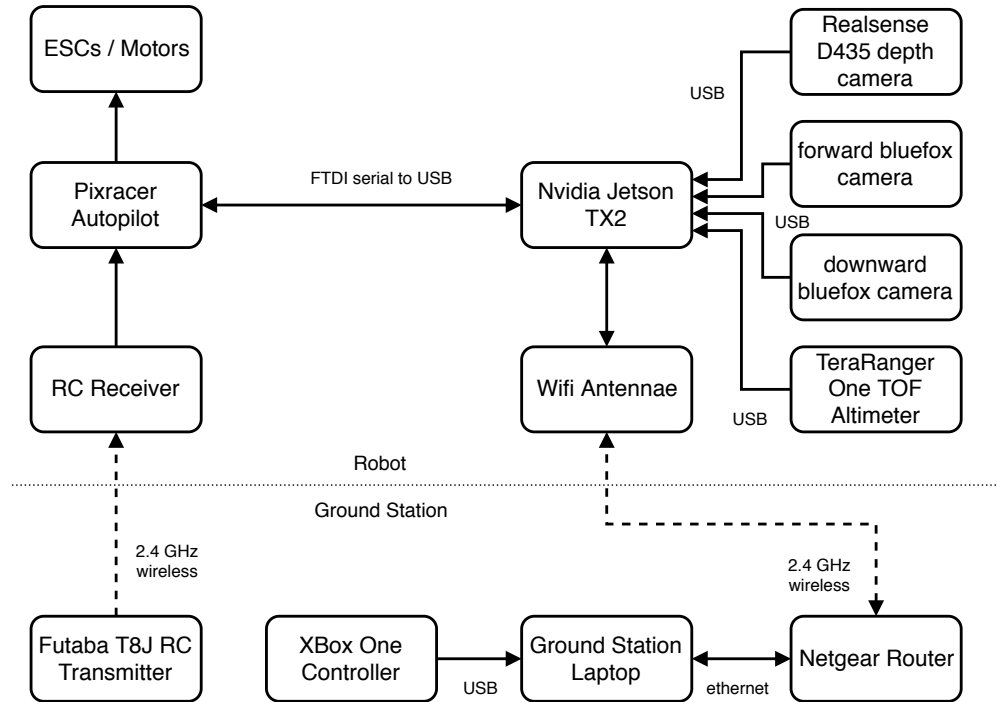 ESCs / Motors
Realsense
D435 depth
camera
USB
forward bluefox
camera
Pixracer
Autopilot
FTDI serial to USB
Nvidia Jetson
TX2
USB
downward
bluefox camera
RC Receiver
Wifi Antennae
TeraRanger
One TOF
Altimeter
USB
Robot
Ground Station
2.4 GHz
wireless
2.4 GHz
wireless
Futaba T8J RC
Transmitter
XBox One
Controller
USB
Ground Station
Laptop
ethernet
Netgear Router